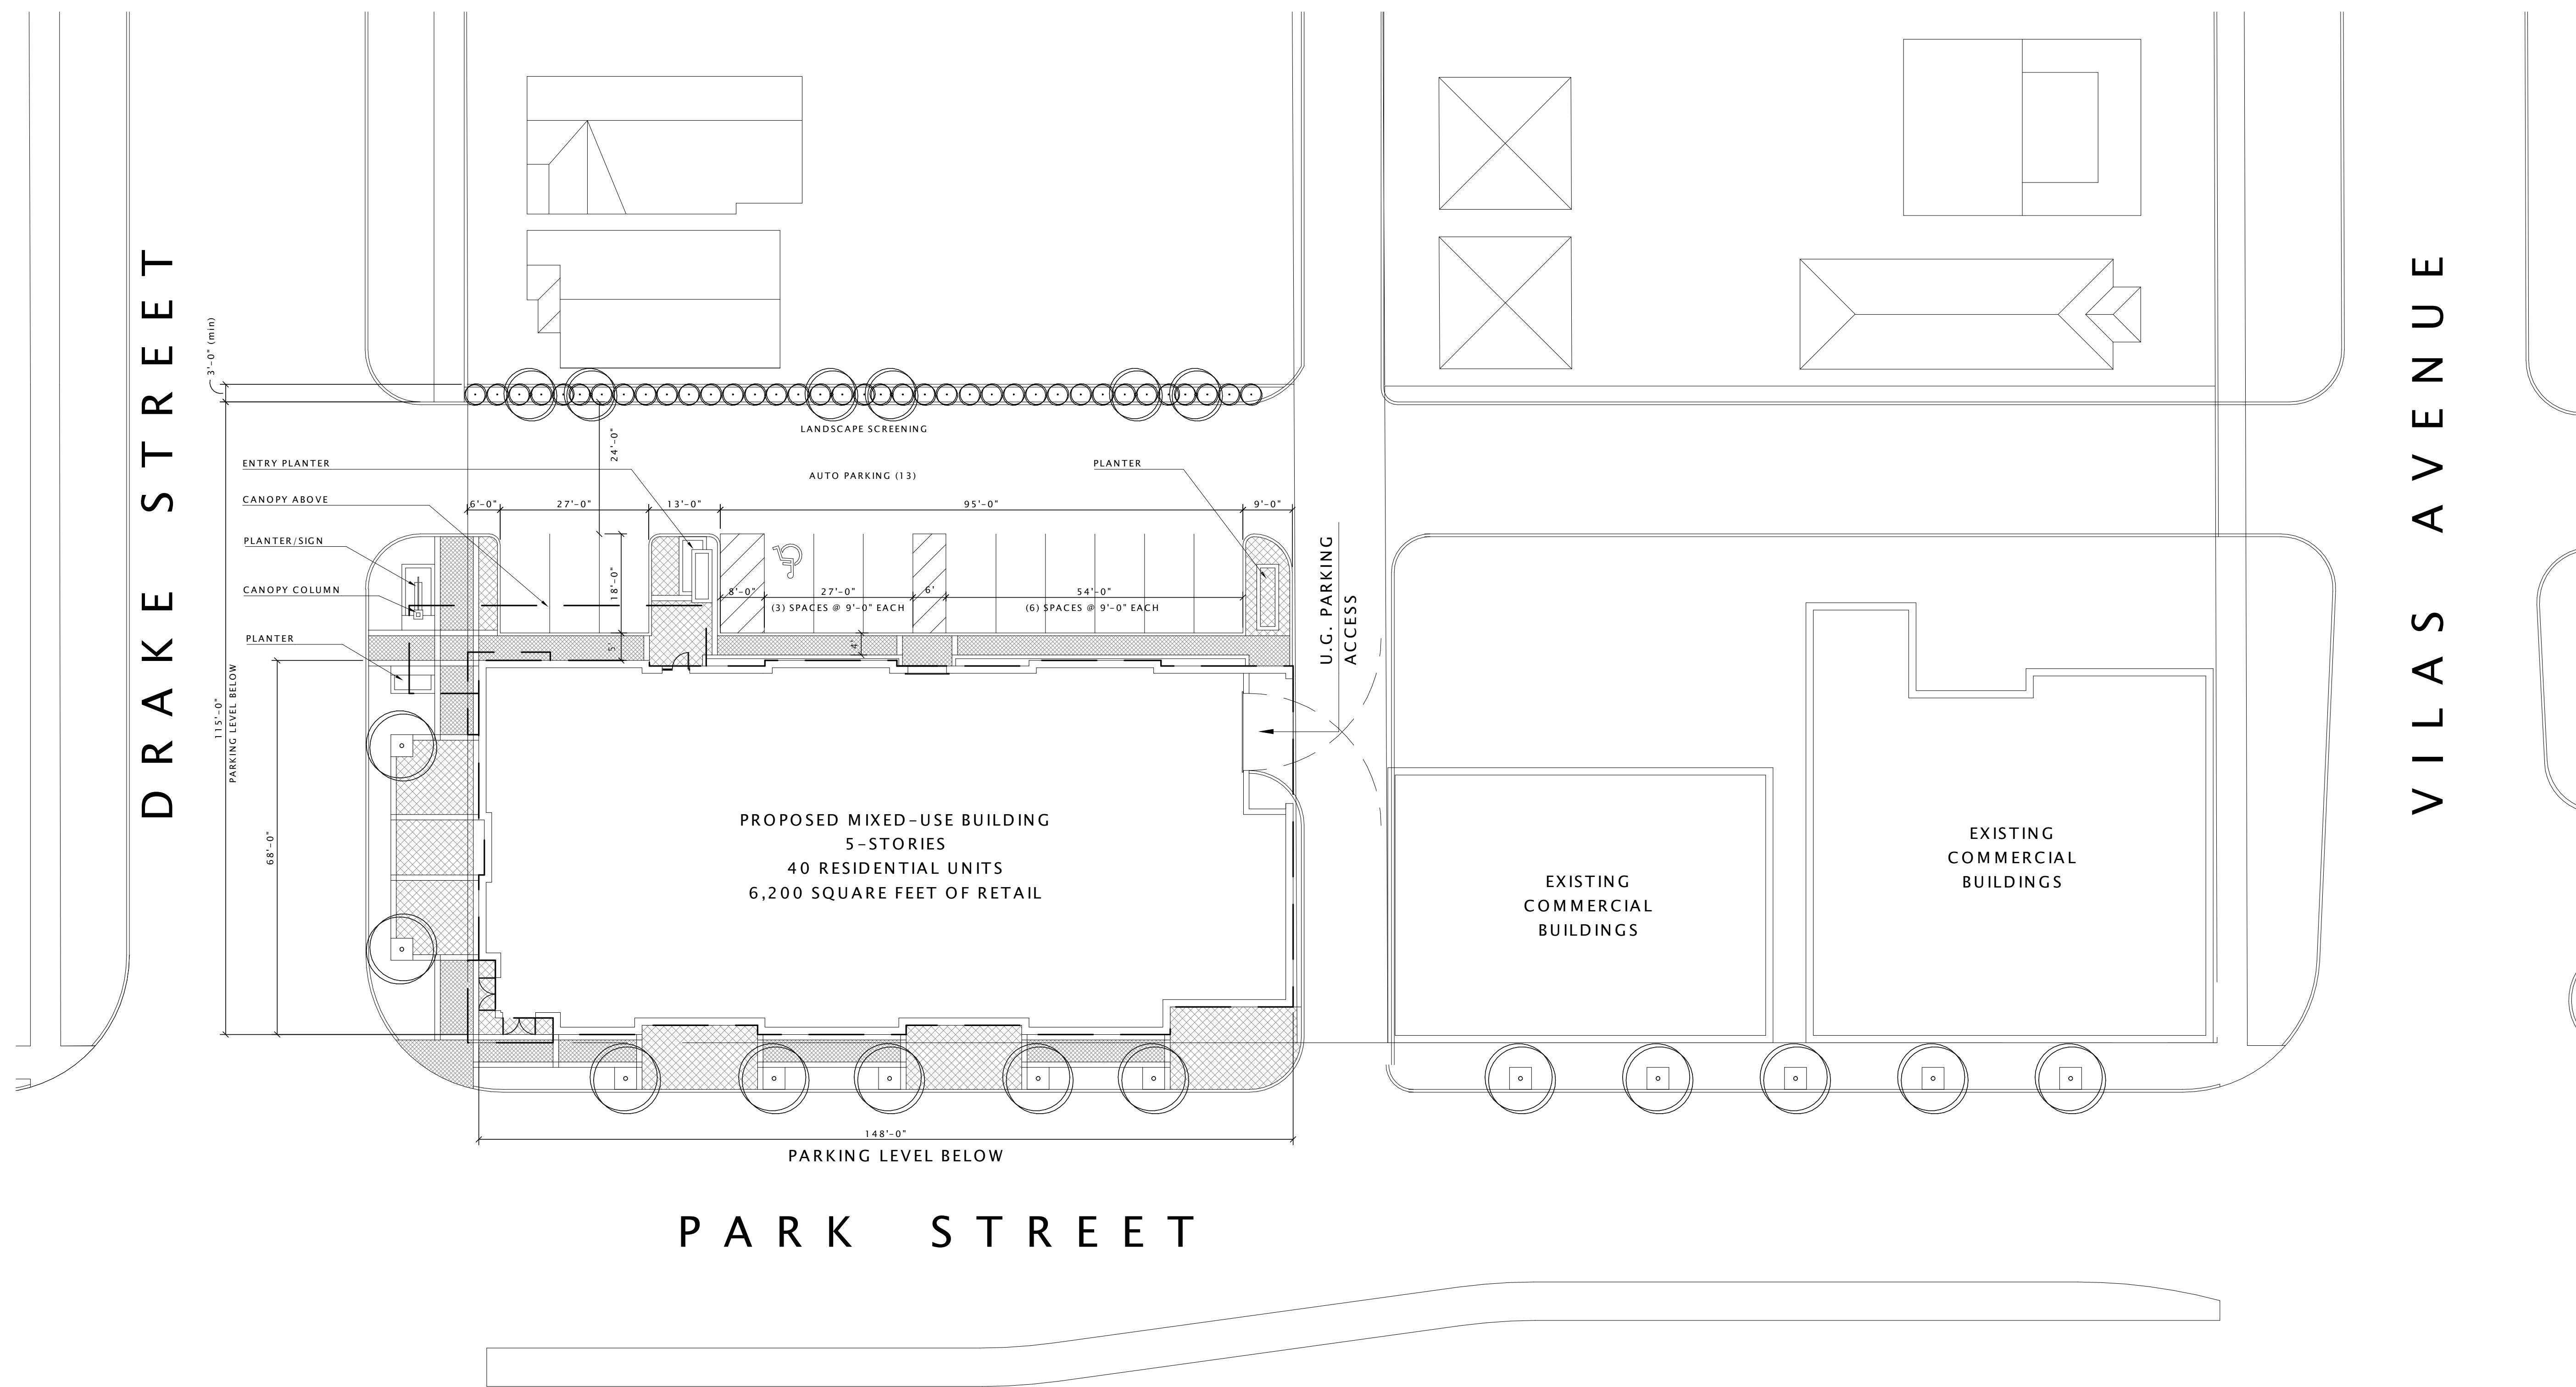 DRAKE STREET
VILAS AVENUE
3'-0" (min)
LANDSCAPE SCREENING
24'-0"
ENTRY PLANTER
PLANTER
AUTO PARKING (13)
CANOPY ABOVE
6'-0"
27'-0"
13'-0"
95'-0"
9'-0"
PLANTER/SIGN
CANOPY COLUMN
18'-0"
8'-0"
27'-0"
6'
54'-0"
(3) SPACES @ 9'-0" EACH
(6) SPACES @ 9'-0" EACH
U.G. PARKING
ACCESS
PLANTER
5'
4'
115'-0"
PARKING LEVEL BELOW
68'-0"
PROPOSED MIXED-USE BUILDING
5-STORIES
40 RESIDENTIAL UNITS
6,200 SQUARE FEET OF RETAIL
EXISTING
COMMERCIAL
BUILDINGS
EXISTING
COMMERCIAL
BUILDINGS
148'-0"
PARKING LEVEL BELOW
PARK STREET